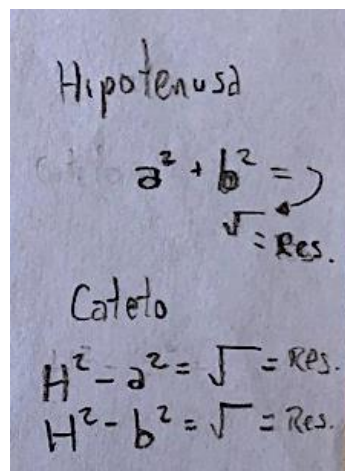 Hipotenusa
a² + b² =
√ = Res.
Cateto
H² - a² = √ = Res.
H² - b² = √ = Res.